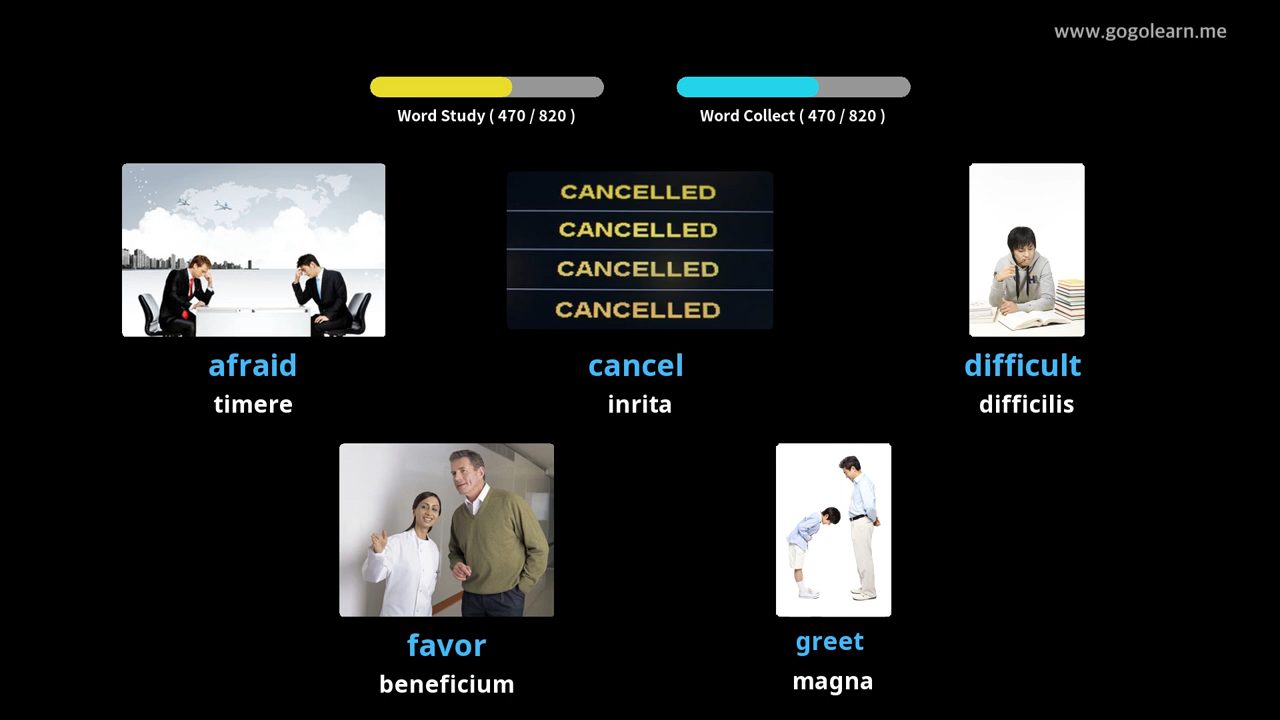 www.gogolearn.me
Word Study ( 470 / 820 )
Word Collect ( 470 / 820 )
CANCELLED
CANCELLED
CANCELLED
CANCELLED
afraid
cancel
difficult
timere
inrita
difficilis
favor
greet
beneficium
magna